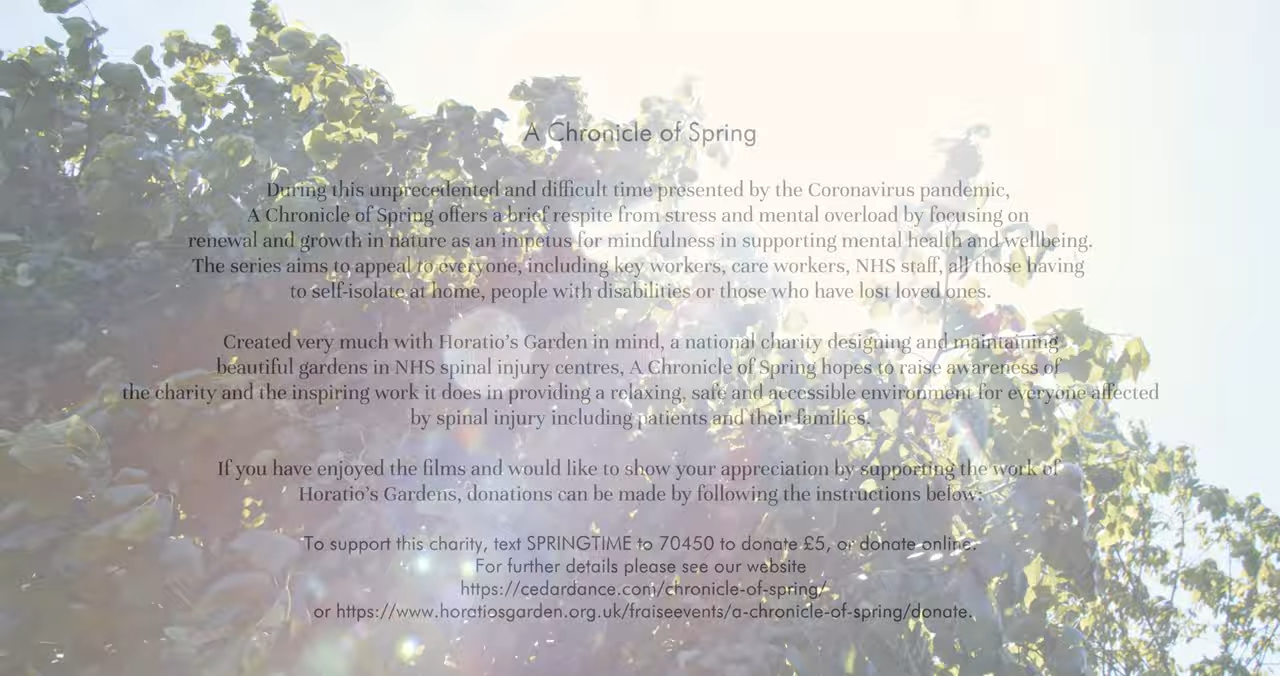 A Chronicle of Spring
During this unprecedented and difficult time presented by the Coronavirus pandemic,
A Chronicle of Spring offers a brief respite from stress and mental overload by focusing on
renewal and growth in nature as an impetus for mindfulness in supporting mental health and wellbeing.
The series aims to appeal to everyone, including key workers, care workers, NHS staff, all those having
to self-isolate at home, people with disabilities or those who have lost loved ones.
Created very much with Horatio's Garden in mind, a national charity designing and maintaining
beautiful gardens in NHS spinal injury centres, A Chronicle of Spring hopes to raise awareness of
the charity and the inspiring work it does in providing a relaxing, safe and accessible environment for everyone affected
by spinal injury including patients and their families.
If you have enjoyed the films and would like to show your appreciation by supporting the work of
Horatio's Gardens, donations can be made by following the instructions below:
To support this charity, text SPRINGTIME to 70450 to donate £5, or donate online.
For further details please see our website
https://cedardance.com/chronicle-of-spring/
or https://www.horatiosgarden.org.uk/fraiseevents/a-chronicle-of-spring/donate.